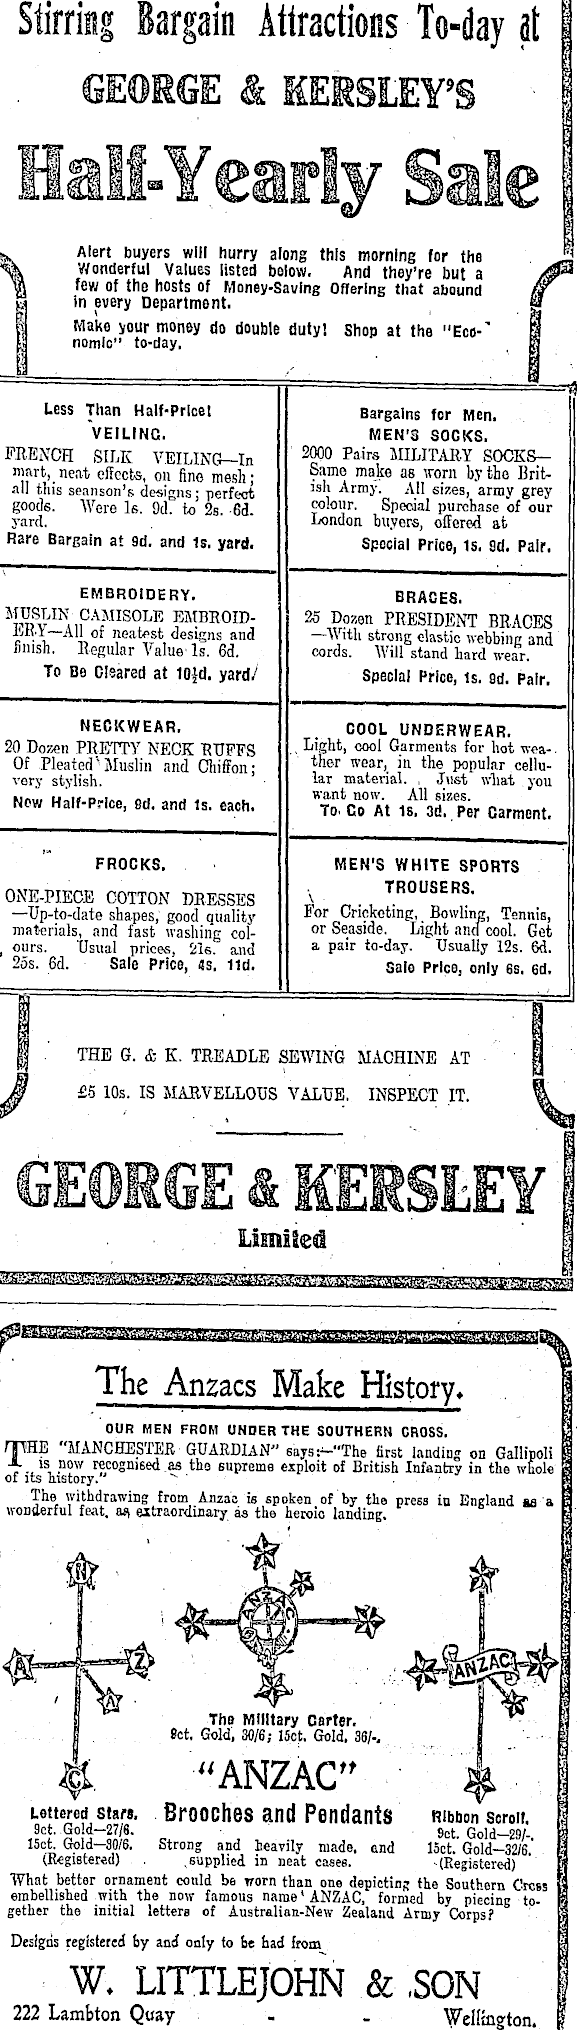 Stirring Bargain Attractions To-day at
GEORGE & KERSLEY'S
Half-Yearly Sale
Alert buyers will hurry along this morning for the
Wonderful Values listed below. And they're but a
few of the hosts of Money-Saving Offering that abound
in every Department.
Make your money do double duty! Shop at the "Eco-
nomic" to-day.
Less Than Half-Price!
VEILING.
FRENCH SILK VEILING—In
mart, neat effects, on fine mesh;
all this seanson's designs; perfect
goods. Were 1s. 9d. to 2s. 6d.
yard.
Rare Bargain at 9d. and 1s. yard.
EMBROIDERY.
MUSLIN CAMISOLE EMBROID-
ERY—All of neatest designs and
finish. Regular Value 1s. 6d.
To Be Cleared at 10½d. yard.
NECKWEAR.
20 Dozen PRETTY NECK RUFFS
Of Pleated Muslin and Chiffon;
very stylish.
Now Half-Price, 9d. and 1s. each.
FROCKS.
ONE-PIECE COTTON DRESSES
—Up-to-date shapes, good quality
materials, and fast washing col-
ours. Usual prices, 21s. and
25s. 6d. Sale Price, 4s. 11d.
Bargains for Men.
MEN'S SOCKS.
2000 Pairs MILITARY SOCKS—
Same make as worn by the Brit-
ish Army. All sizes, army grey
colour. Special purchase of our
London buyers, offered at
Special Price, 1s. 9d. Pair.
BRACES.
25 Dozen PRESIDENT BRACES
—With strong elastic webbing and
cords. Will stand hard wear.
Special Price, 1s. 9d. Pair.
COOL UNDERWEAR.
Light, cool Garments for hot wea-
ther wear, in the popular cellu-
lar material. Just what you
want now. All sizes.
To Go At 1s. 3d. Per Garment.
MEN'S WHITE SPORTS
TROUSERS.
For Cricketing, Bowling, Tennis,
or Seaside. Light and cool. Get
a pair to-day. Usually 12s. 6d.
Sale Price, only 6s. 6d.
THE G. & K. TREADLE SEWING MACHINE AT
£5 10s. IS MARVELLOUS VALUE. INSPECT IT.
GEORGE & KERSLEY
Limited
The Anzacs Make History.
OUR MEN FROM UNDER THE SOUTHERN CROSS.
THE "MANCHESTER GUARDIAN" says:—"The first landing on Gallipoli
is now recognised as the supreme exploit of British Infantry in the whole
of its history."
The withdrawing from Anzac is spoken of by the press in England as a
wonderful feat, as extraordinary as the heroic landing.
N
A Z
A
C
ANZAC
ANZAC
The Military Garter.
9ct. Gold, 30/6; 15ct. Gold, 36/-.
"ANZAC"
Brooches and Pendants
Strong and heavily made, and
supplied in neat cases.
Lettered Stars.
9ct. Gold—27/6.
15ct. Gold—30/6.
(Registered)
Ribbon Scroll.
9ct. Gold—29/-.
15ct. Gold—32/6.
(Registered)
What better ornament could be worn than one depicting the Southern Cross
embellished with the now famous name ANZAC, formed by piecing to-
gether the initial letters of Australian-New Zealand Army Corps?
Designs registered by and only to be had from
W. LITTLEJOHN & SON
222 Lambton Quay - - Wellington.